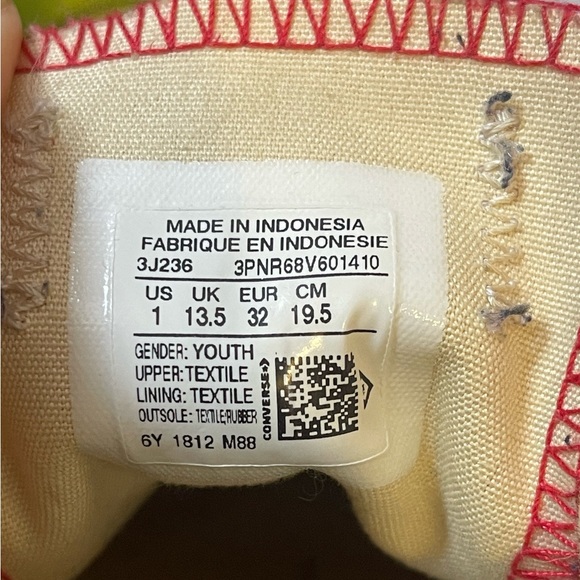 MADE IN INDONESIA
FABRIQUE EN INDONESIE
3J236 3PNR68V601410
US UK EUR CM
1 13.5 32 19.5
GENDER: YOUTH
UPPER: TEXTILE
LINING: TEXTILE
OUTSOLE: TEXTILE/RUBBER
6Y 1812 M88
CONVERSE